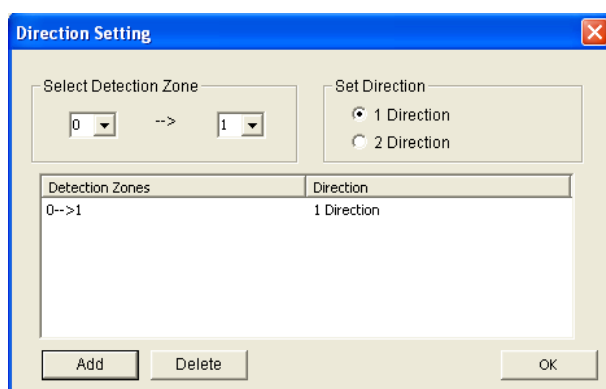 Direction Setting
Select Detection Zone
Set Direction
0 --> 1
1 Direction
2 Direction
Detection Zones Direction
0-->1 1 Direction
Add Delete OK